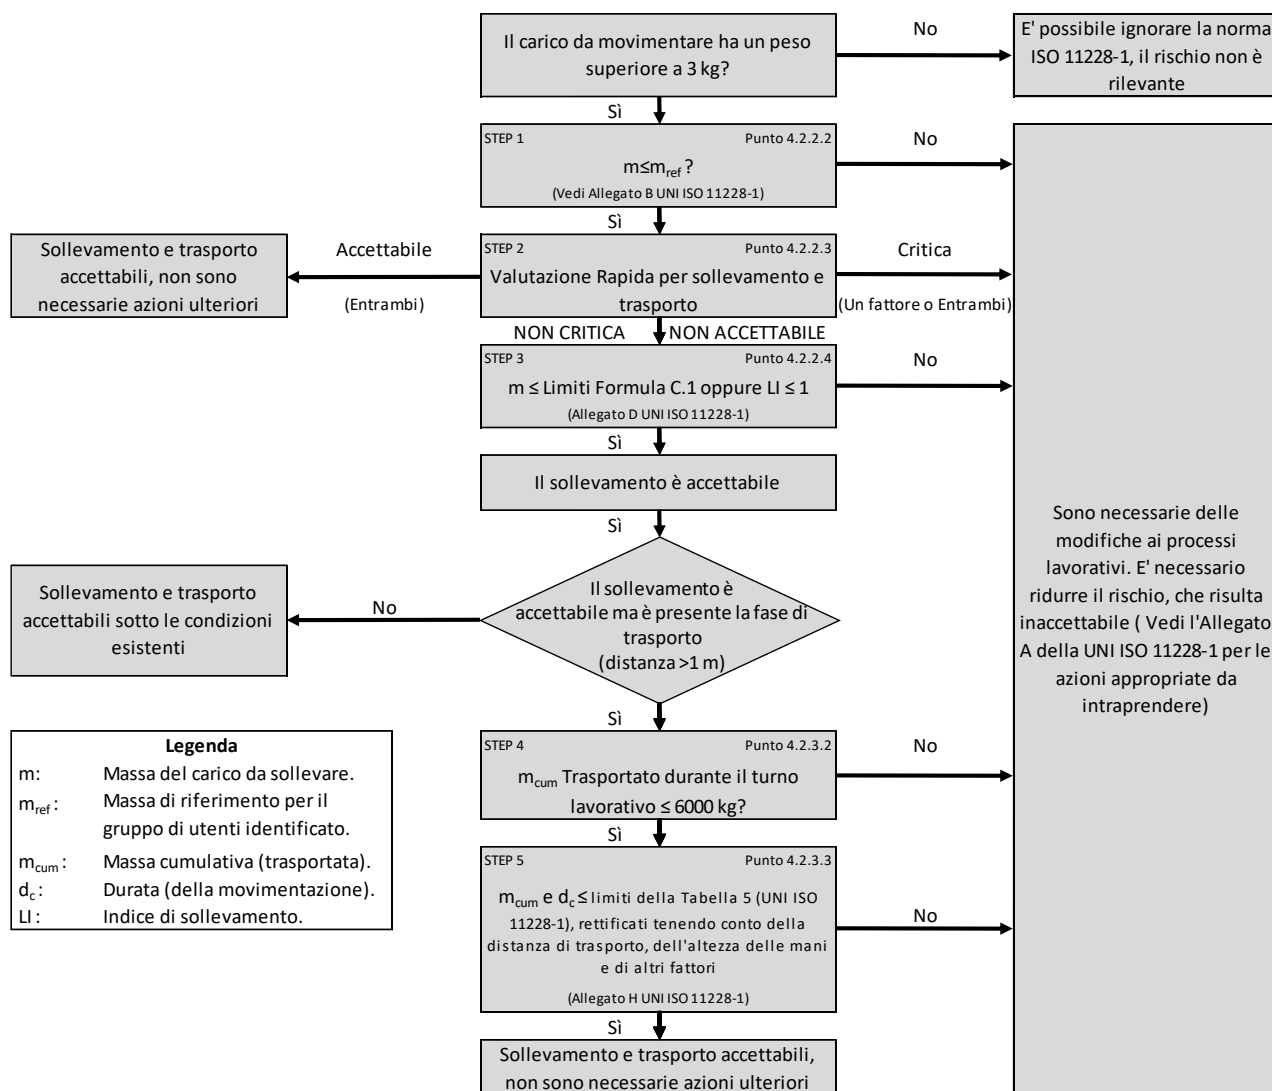 Il carico da movimentare ha un peso
superiore a 3 kg?
No
E' possibile ignorare la norma
ISO 11228-1, il rischio non è
rilevante
Sì
STEP 1
Punto 4.2.2.2
m≤mref ?
(Vedi Allegato B UNI ISO 11228-1)
No
Sì
Sollevamento e trasporto
accettabili, non sono
necessarie azioni ulteriori
Accettabile
(Entrambi)
STEP 2
Punto 4.2.2.3
Valutazione Rapida per sollevamento e
trasporto
Critica
(Un fattore o Entrambi)
NON CRITICA
NON ACCETTABILE
STEP 3
Punto 4.2.2.4
m ≤ Limiti Formula C.1 oppure LI ≤ 1
(Allegato D UNI ISO 11228-1)
No
Sì
Il sollevamento è accettabile
Sì
Il sollevamento è
accettabile ma è presente la fase di
trasporto
(distanza >1 m)
No
Sollevamento e trasporto
accettabili sotto le condizioni
esistenti
Sono necessarie delle
modifiche ai processi
lavorativi. E' necessario
ridurre il rischio, che risulta
inaccettabile ( Vedi l'Allegato
A della UNI ISO 11228-1 per le
azioni appropriate da
intraprendere)
Sì
STEP 4
Punto 4.2.3.2
mcum Trasportato durante il turno
lavorativo ≤ 6000 kg?
No
Sì
STEP 5
Punto 4.2.3.3
mcum e dc ≤ limiti della Tabella 5 (UNI ISO
11228-1), rettificati tenendo conto della
distanza di trasporto, dell'altezza delle mani
e di altri fattori
(Allegato H UNI ISO 11228-1)
No
Sì
Sollevamento e trasporto accettabili,
non sono necessarie azioni ulteriori
Legenda
m: Massa del carico da sollevare.
mref : Massa di riferimento per il
gruppo di utenti identificato.
mcum : Massa cumulativa (trasportata).
dc : Durata (della movimentazione).
LI : Indice di sollevamento.